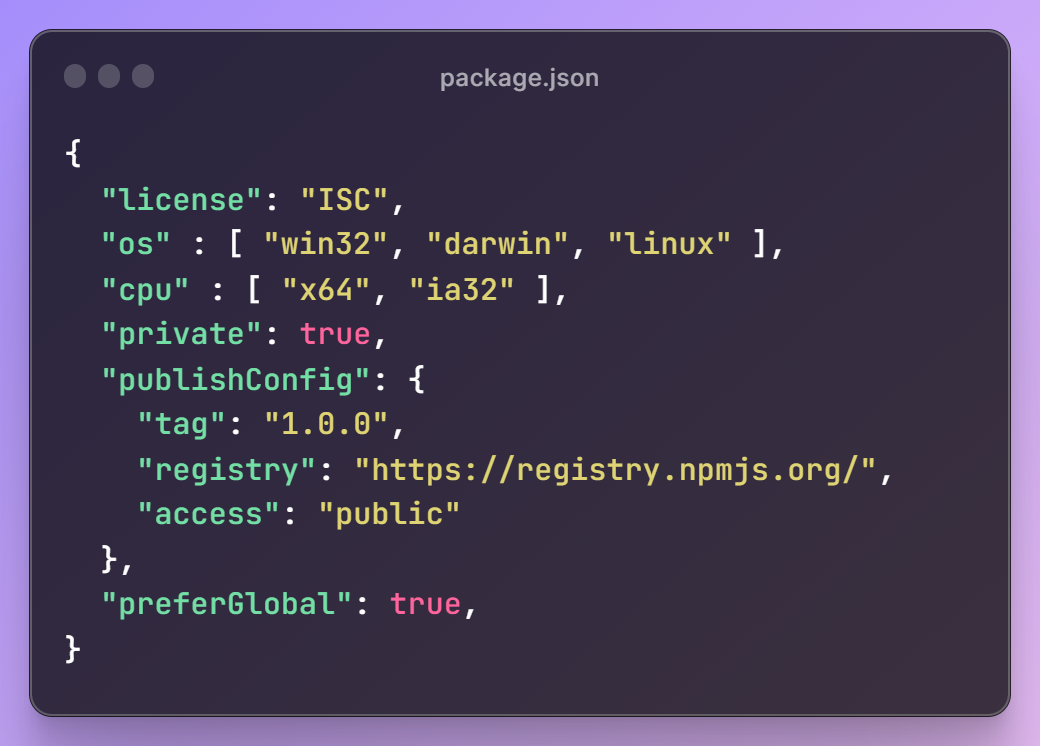 package.json
{
  "license": "ISC",
  "os" : [ "win32", "darwin", "linux" ],
  "cpu" : [ "x64", "ia32" ],
  "private": true,
  "publishConfig": {
    "tag": "1.0.0",
    "registry": "https://registry.npmjs.org/",
    "access": "public"
  },
  "preferGlobal": true,
}